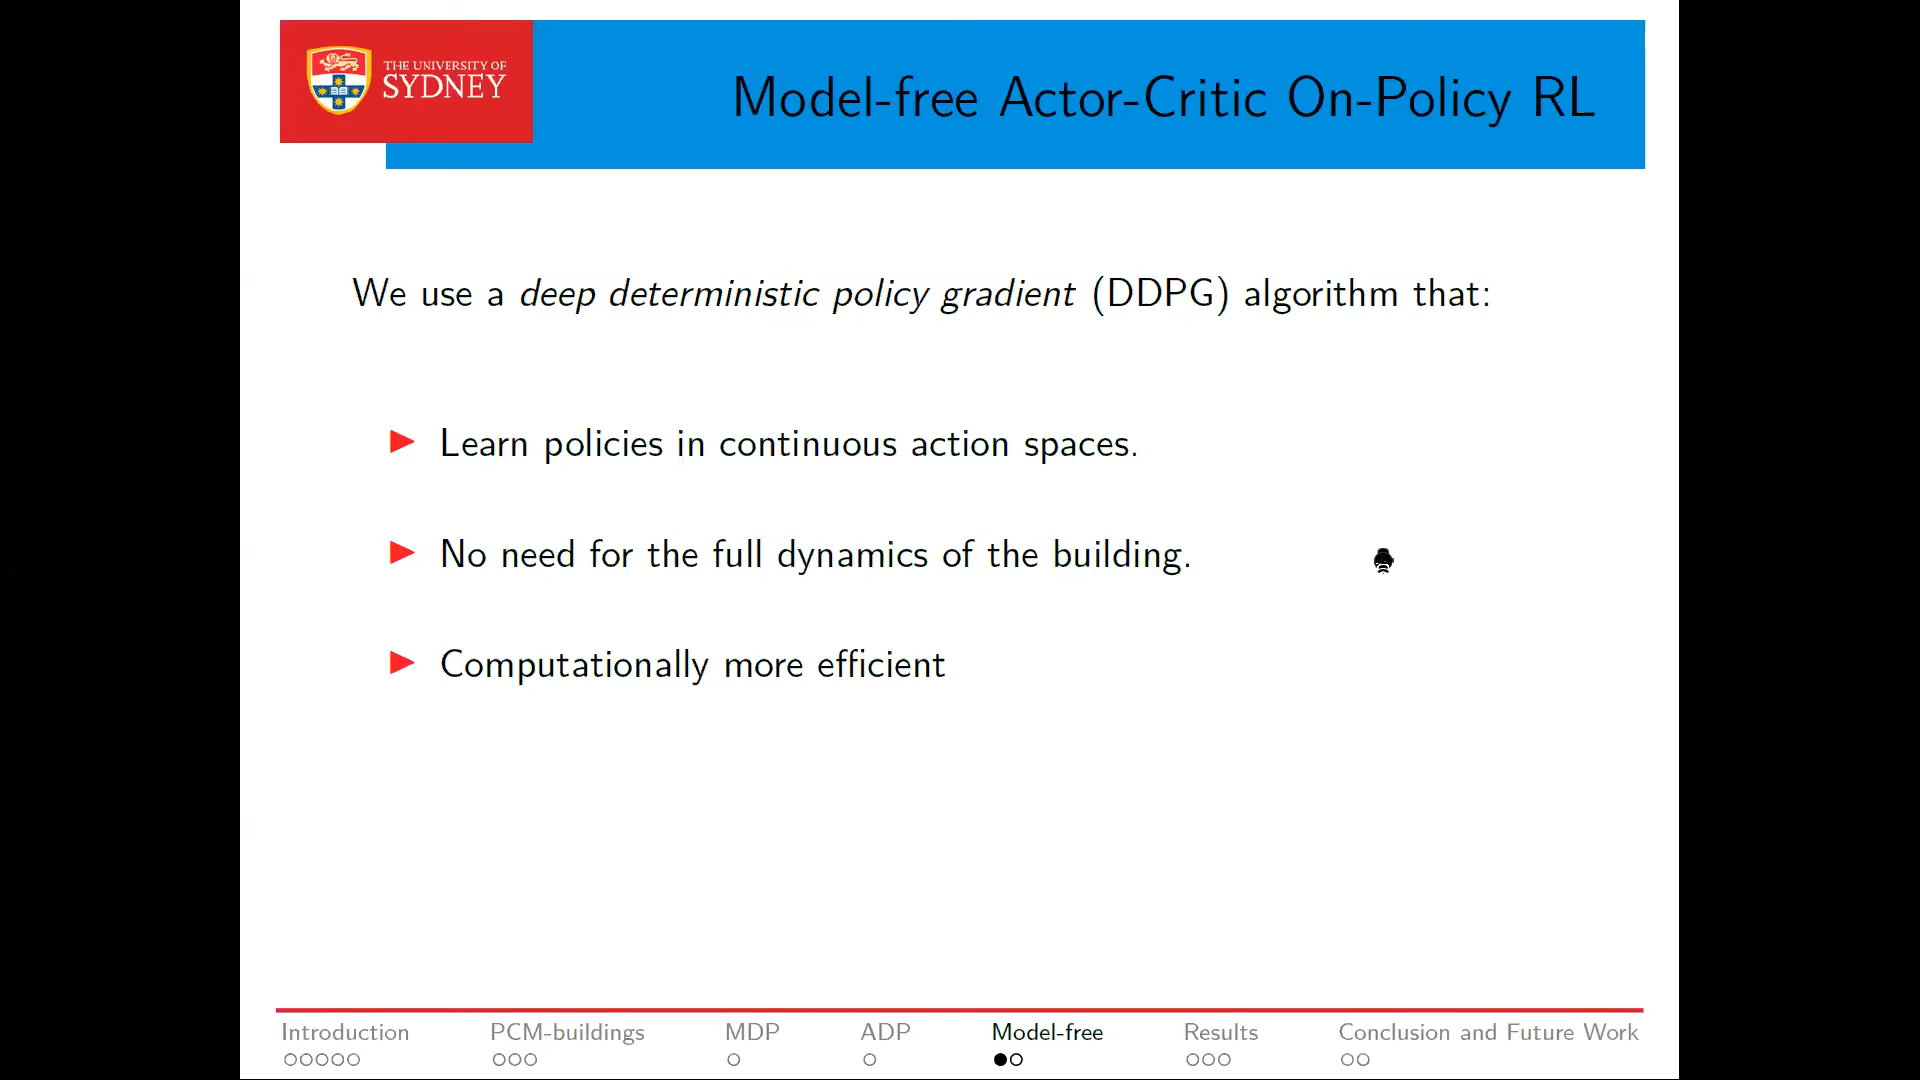 THE UNIVERSITY OF
SYDNEY
Model-free Actor-Critic On-Policy RL
We use a deep deterministic policy gradient (DDPG) algorithm that:
Learn policies in continuous action spaces.
No need for the full dynamics of the building.
Computationally more efficient
Introduction PCM-buildings MDP ADP Model-free Results Conclusion and Future Work